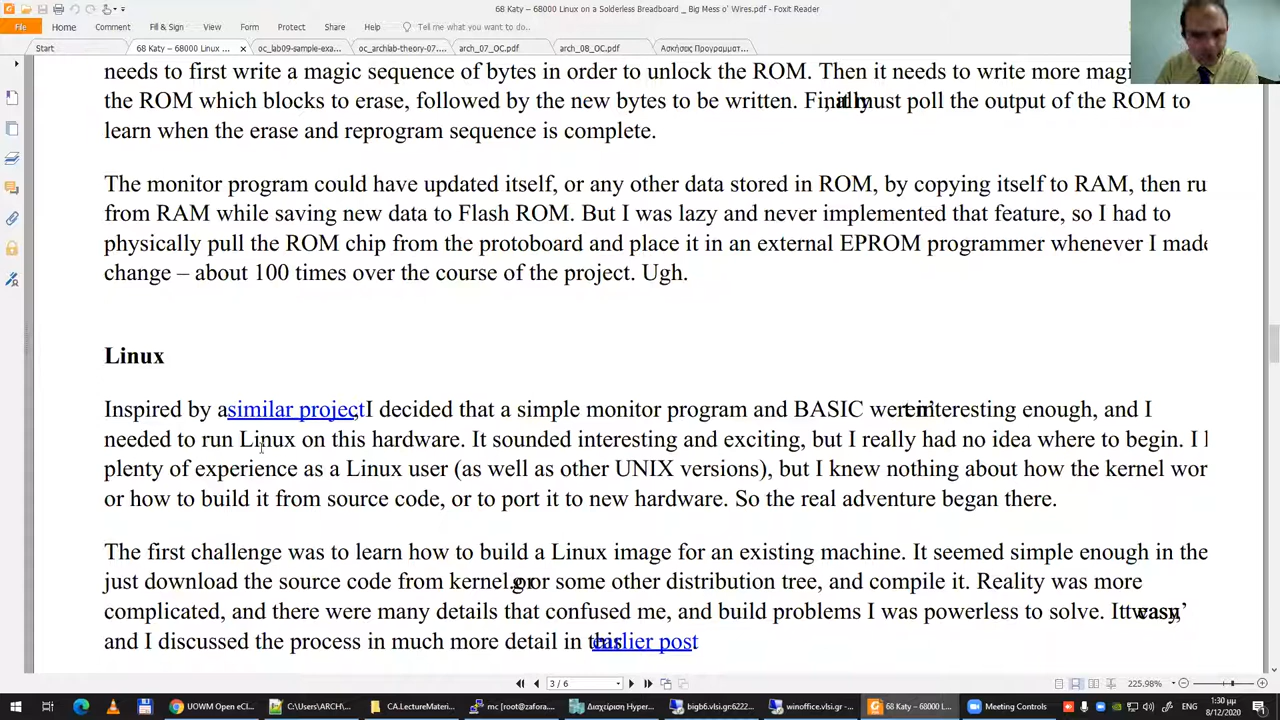 68 Katy – 68000 Linux on a Solderless Breadboard _ Big Mess o' Wires.pdf - Foxit Reader
File Home Comment Fill & Sign View Form Protect Share Help Tell me what you want to do..
Start 68 Katy – 68000 Linux ... oc_lab09-sample-exa... oc_archlab-theory-07.... arch_07_OC.pdf arch_08_OC.pdf Ασκήσεις Προγραμματ...
needs to first write a magic sequence of bytes in order to unlock the ROM. Then it needs to write more magi
the ROM which blocks to erase, followed by the new bytes to be written. Finally, it must poll the output of the ROM to
learn when the erase and reprogram sequence is complete.
The monitor program could have updated itself, or any other data stored in ROM, by copying itself to RAM, then ru
from RAM while saving new data to Flash ROM. But I was lazy and never implemented that feature, so I had to
physically pull the ROM chip from the protoboard and place it in an external EPROM programmer whenever I made
change – about 100 times over the course of the project. Ugh.
Linux
Inspired by a similar project, I decided that a simple monitor program and BASIC weren't interesting enough, and I
needed to run Linux on this hardware. It sounded interesting and exciting, but I really had no idea where to begin. I
plenty of experience as a Linux user (as well as other UNIX versions), but I knew nothing about how the kernel wor
or how to build it from source code, or to port it to new hardware. So the real adventure began there.
The first challenge was to learn how to build a Linux image for an existing machine. It seemed simple enough in the
just download the source code from kernel.org or some other distribution tree, and compile it. Reality was more
complicated, and there were many details that confused me, and build problems I was powerless to solve. It wasn't easy,
and I discussed the process in much more detail in this earlier post
3 / 6 225.98%
UOWM Open eCl... C:\Users\ARCH\... CA.LectureMateri... mc [root@zafora.... Διαχείριση Hyper... bigb6.vlsi.gr:6222... winoffice.vlsi.gr -... 68 Katy – 68000 L... Meeting Controls ENG 1:30 μμ
8/12/2020